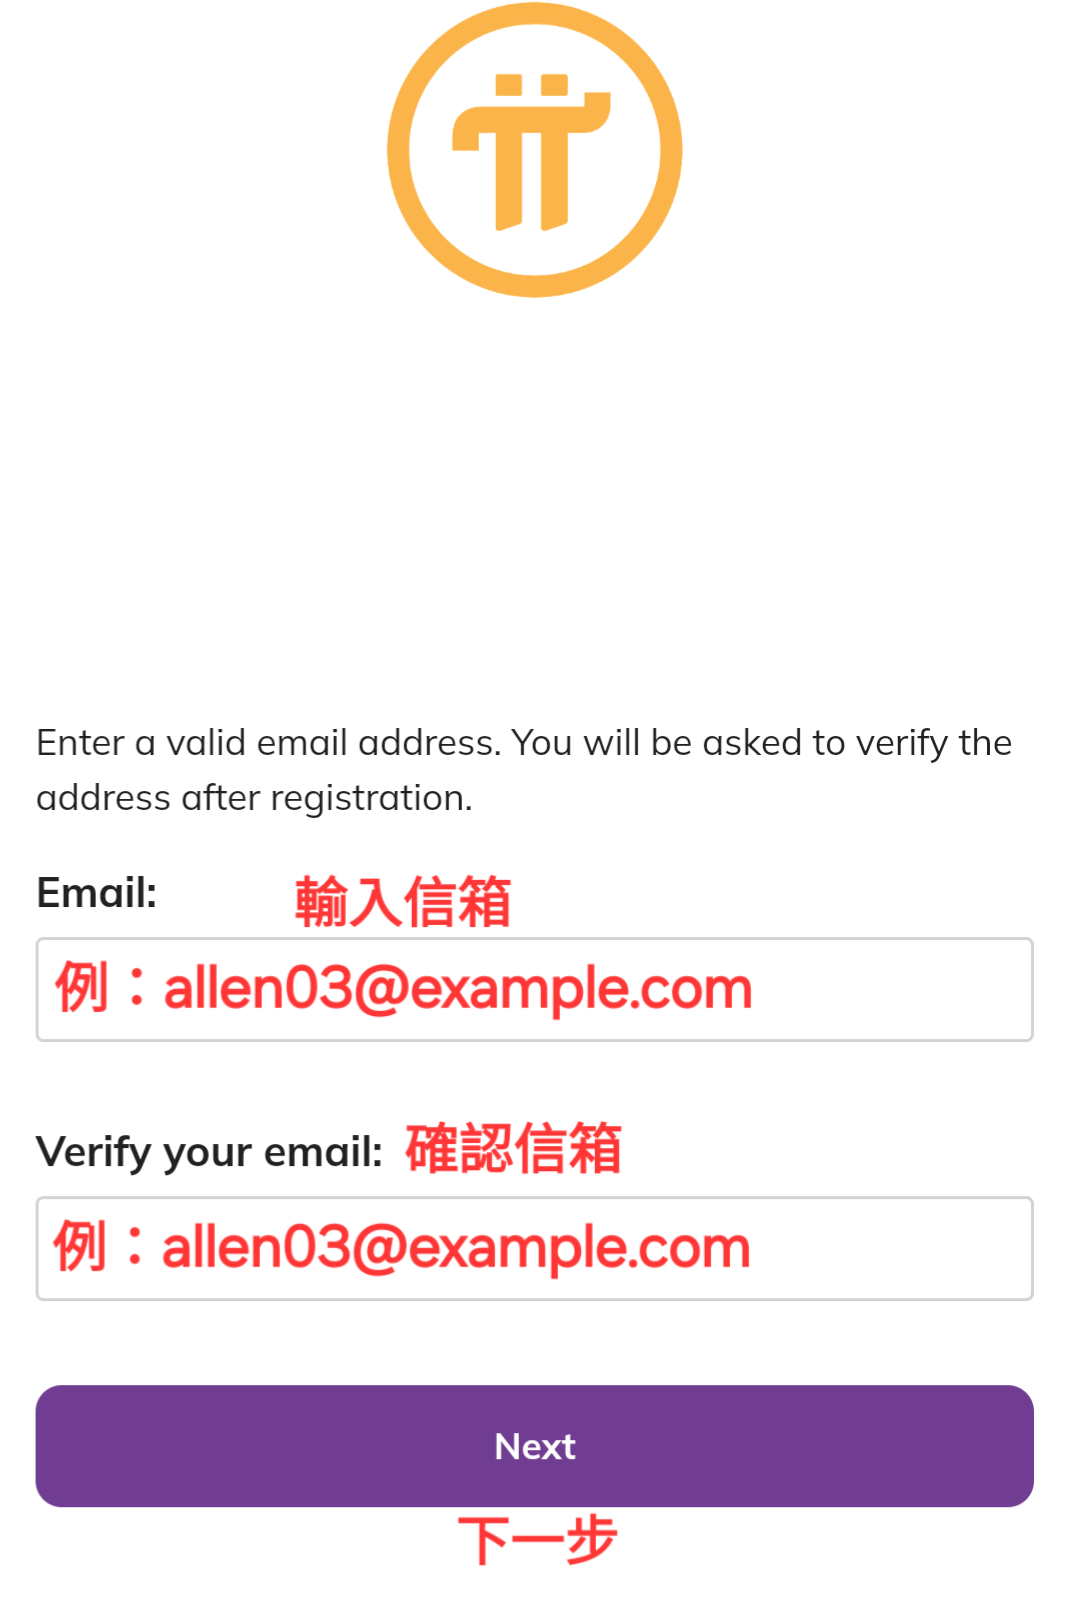 Enter a valid email address. You will be asked to verify the
address after registration.
Email: 輸入信箱
例：allen03@example.com
Verify your email: 確認信箱
例：allen03@example.com
Next
下一步